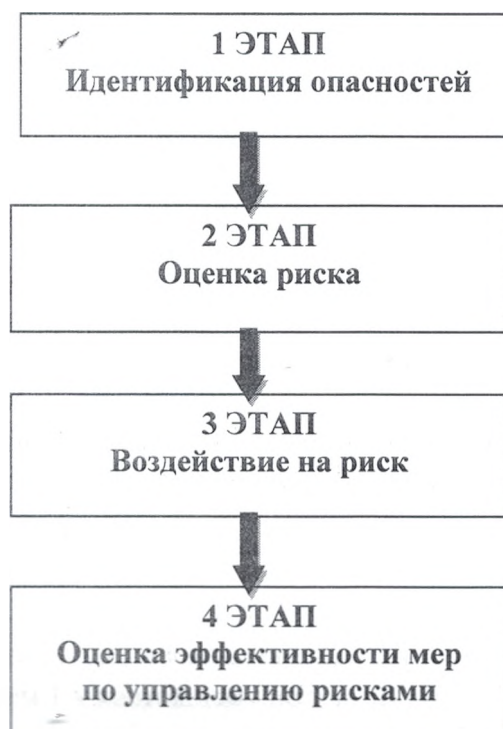 1 ЭТАП
Идентификация опасностей
2 ЭТАП
Оценка риска
3 ЭТАП
Воздействие на риск
4 ЭТАП
Оценка эффективности мер
по управлению рисками